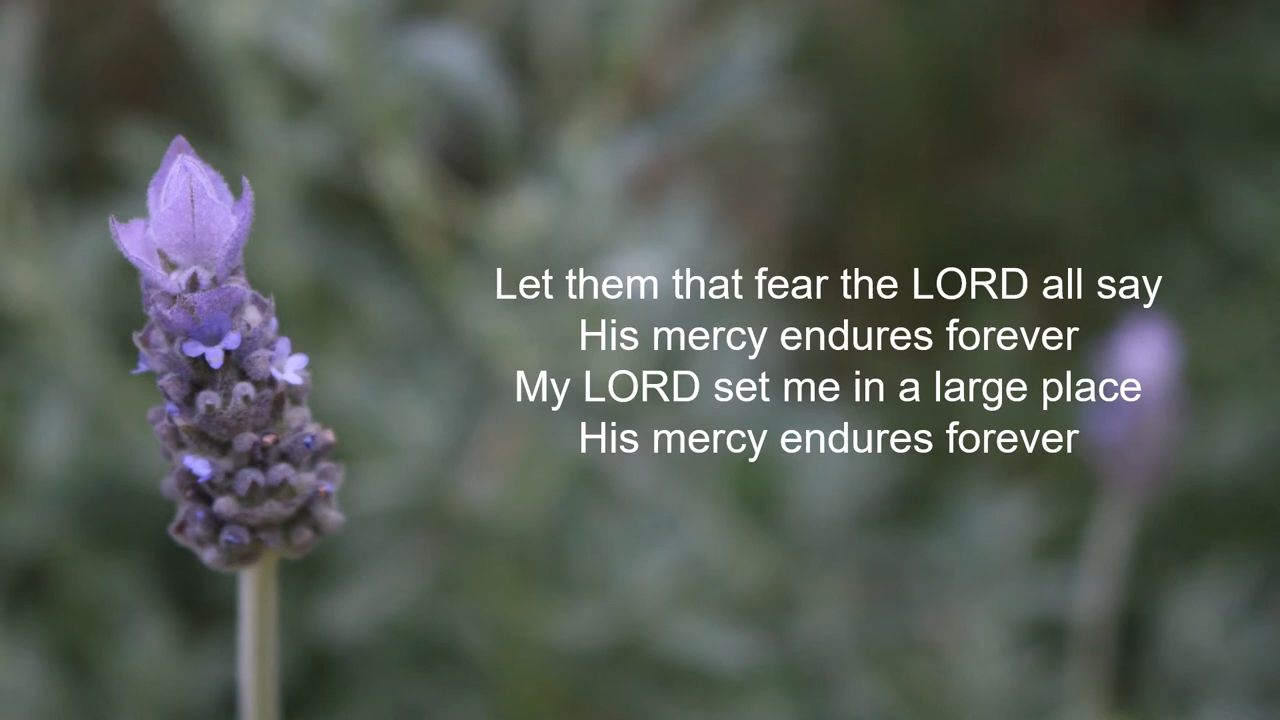 Let them that fear the LORD all say
His mercy endures forever
My LORD set me in a large place
His mercy endures forever